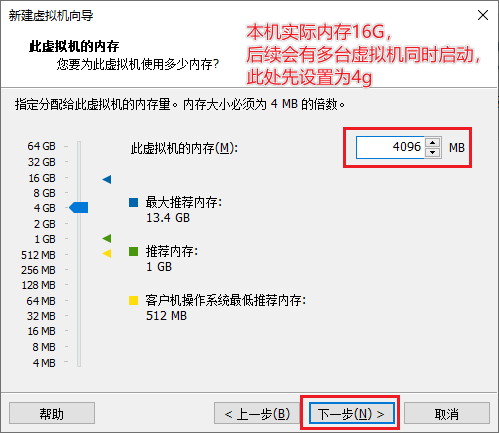 新建虚拟机向导
此虚拟机的内存
您要为此虚拟机使用多少内存?
本机实际内存16G,
后续会有多台虚拟机同时启动,
此处先设置为4g
指定分配给此虚拟机的内存量。内存大小必须为 4 MB 的倍数。
64 GB
32 GB
16 GB
8 GB
4 GB
2 GB
1 GB
512 MB
256 MB
128 MB
64 MB
32 MB
16 MB
8 MB
4 MB
此虚拟机的内存(M):
4096 MB
最大推荐内存:
13.4 GB
推荐内存:
1 GB
客户机操作系统最低推荐内存:
512 MB
帮助
< 上一步(B)
下一步(N) >
取消